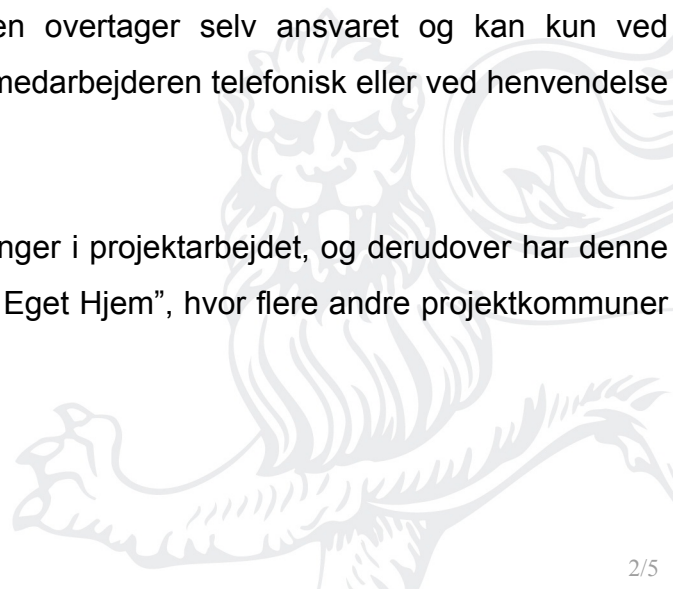 en overtager selv ansvaret og kan kun ved
medarbejderen telefonisk eller ved henvendelse
nger i projektarbejdet, og derudover har denne
Eget Hjem”, hvor flere andre projektkommuner
2/5